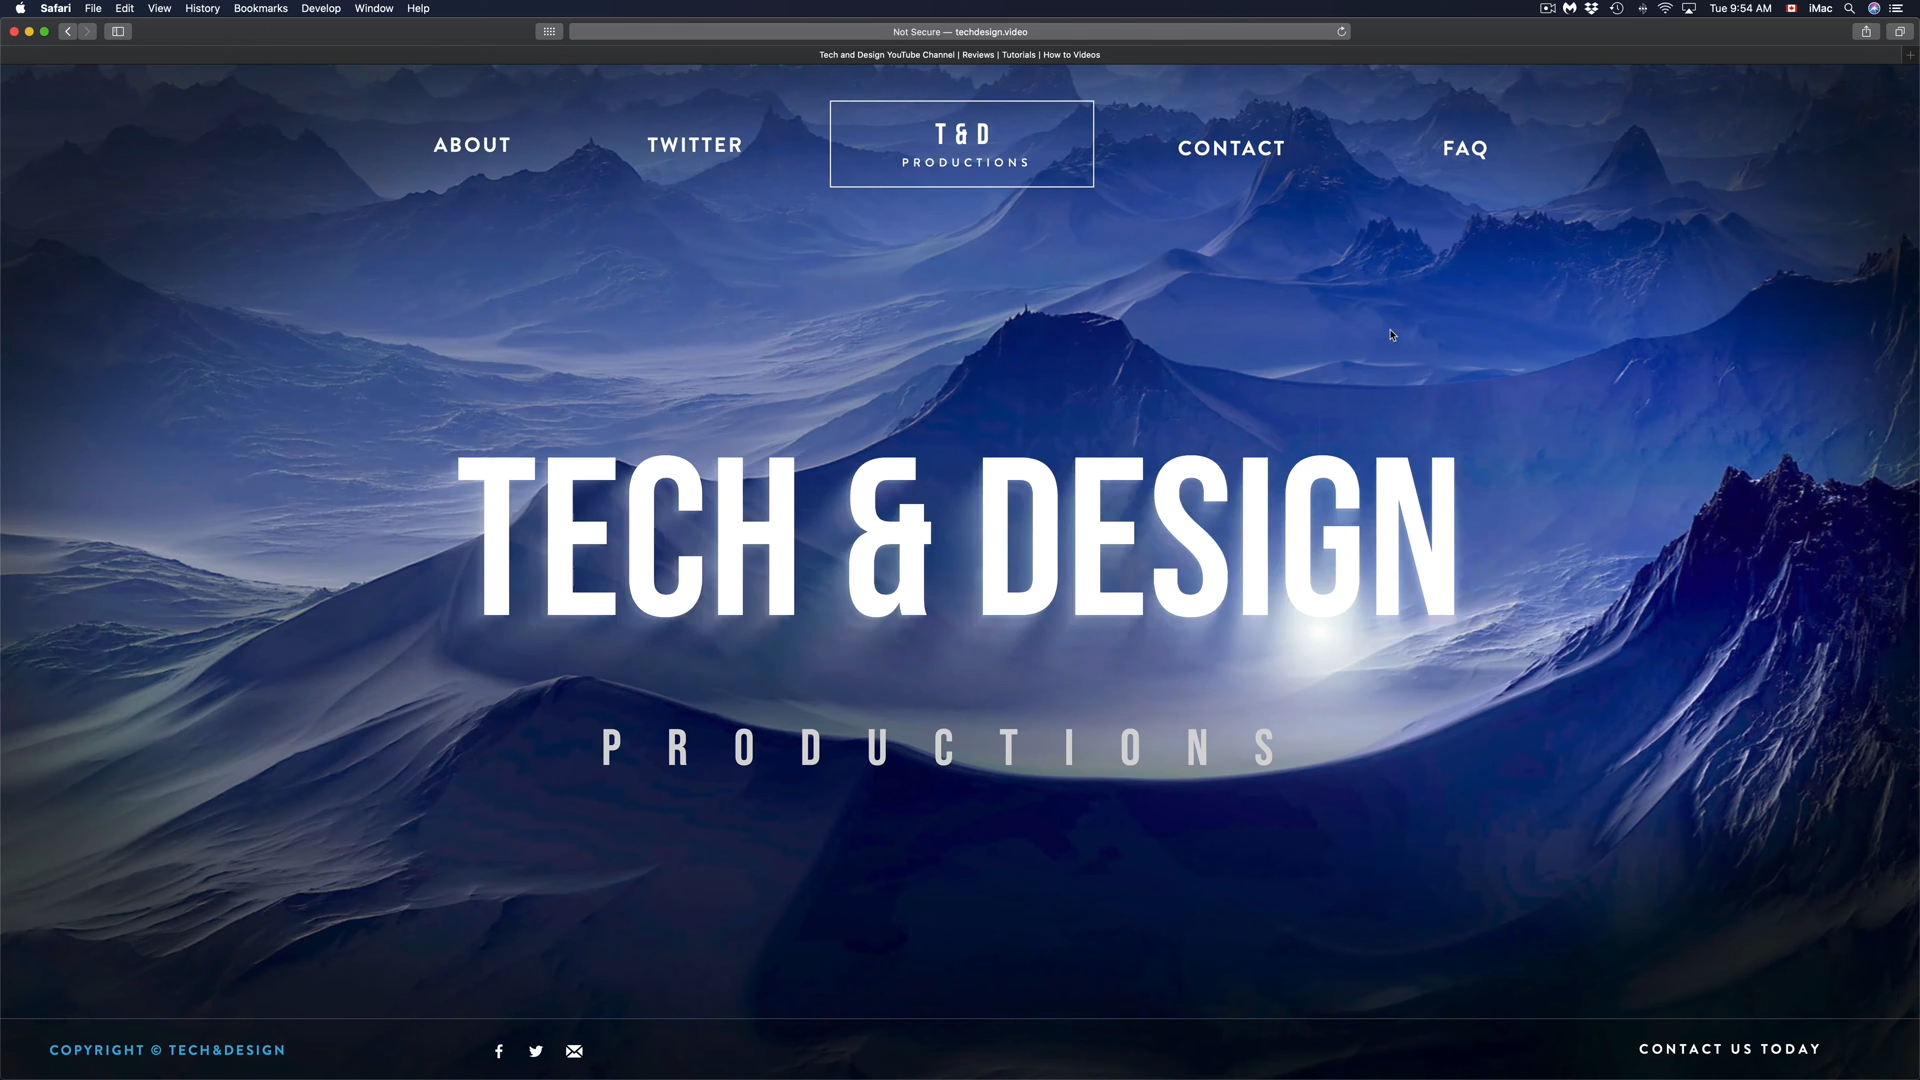 Safari File Edit View History Bookmarks Develop Window Help Tue 9:54 AM iMac
Not Secure — techdesign.video
Tech and Design YouTube Channel | Reviews | Tutorials | How to Videos
ABOUT TWITTER T & D CONTACT FAQ
PRODUCTIONS
TECH & DESIGN
PRODUCTIONS
COPYRIGHT © TECH&DESIGN CONTACT US TODAY